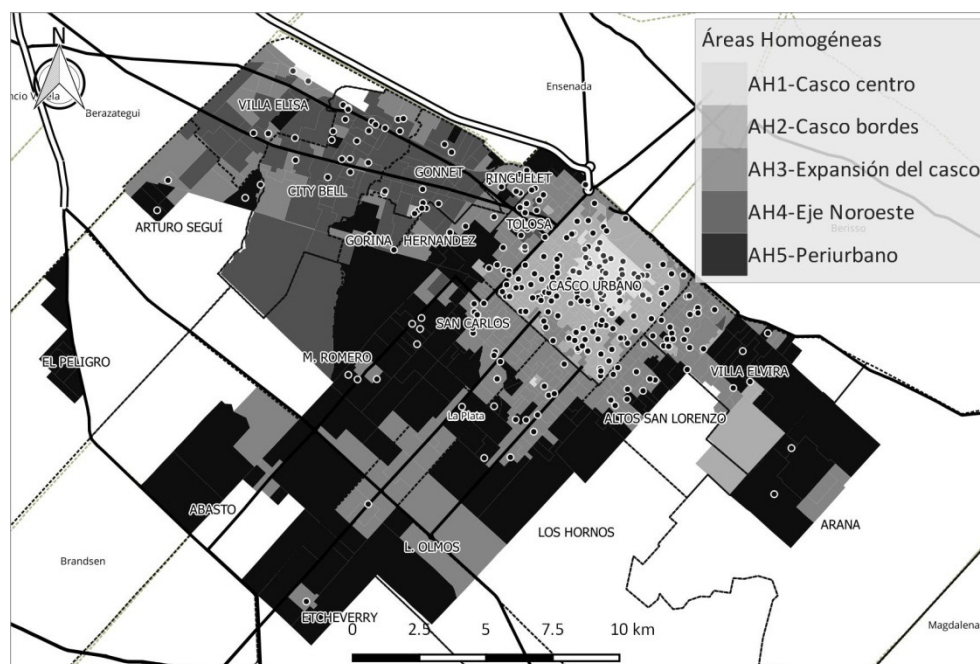 N
Áreas Homogéneas
AH1-Casco centro
AH2-Casco bordes
AH3-Expansión del casco
AH4-Eje Noroeste
AH5-Periurbano
Ensenada
Berazategui
Berisso
VILLA ELISA
GONNET
RINGUELET
CITY BELL
TOLOSA
ARTURO SEGUÍ
GORINA
HERNANDEZ
CASCO URBANO
SAN CARLOS
EL PELIGRO
M. ROMERO
VILLA ELVIRA
La Plata
ALTOS SAN LORENZO
ABASTO
LOS HORNOS
ARANA
L. OLMOS
Brandsen
ETCHEVERRY
Magdalena
0 2.5 5 7.5 10 km